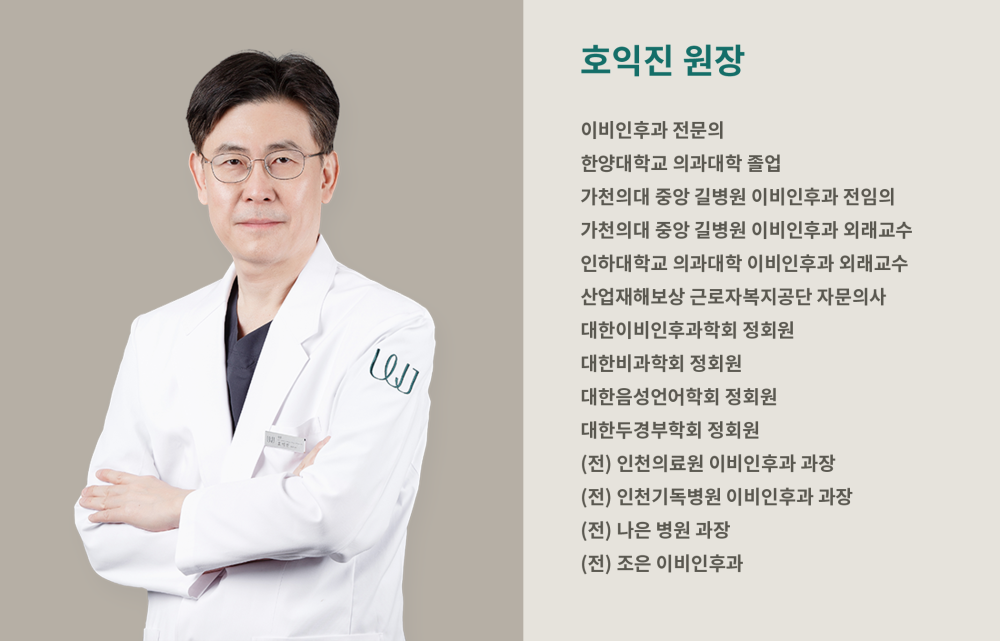 호익진 원장
이비인후과 전문의
한양대학교 의과대학 졸업
가천의대 중앙 길병원 이비인후과 전임의
가천의대 중앙 길병원 이비인후과 외래교수
인하대학교 의과대학 이비인후과 외래교수
산업재해보상 근로자복지공단 자문의사
대한이비인후과학회 정회원
대한비과학회 정회원
대한음성언어학회 정회원
대한두경부학회 정회원
(전) 인천의료원 이비인후과 과장
(전) 인천기독병원 이비인후과 과장
(전) 나은 병원 과장
(전) 조은 이비인후과